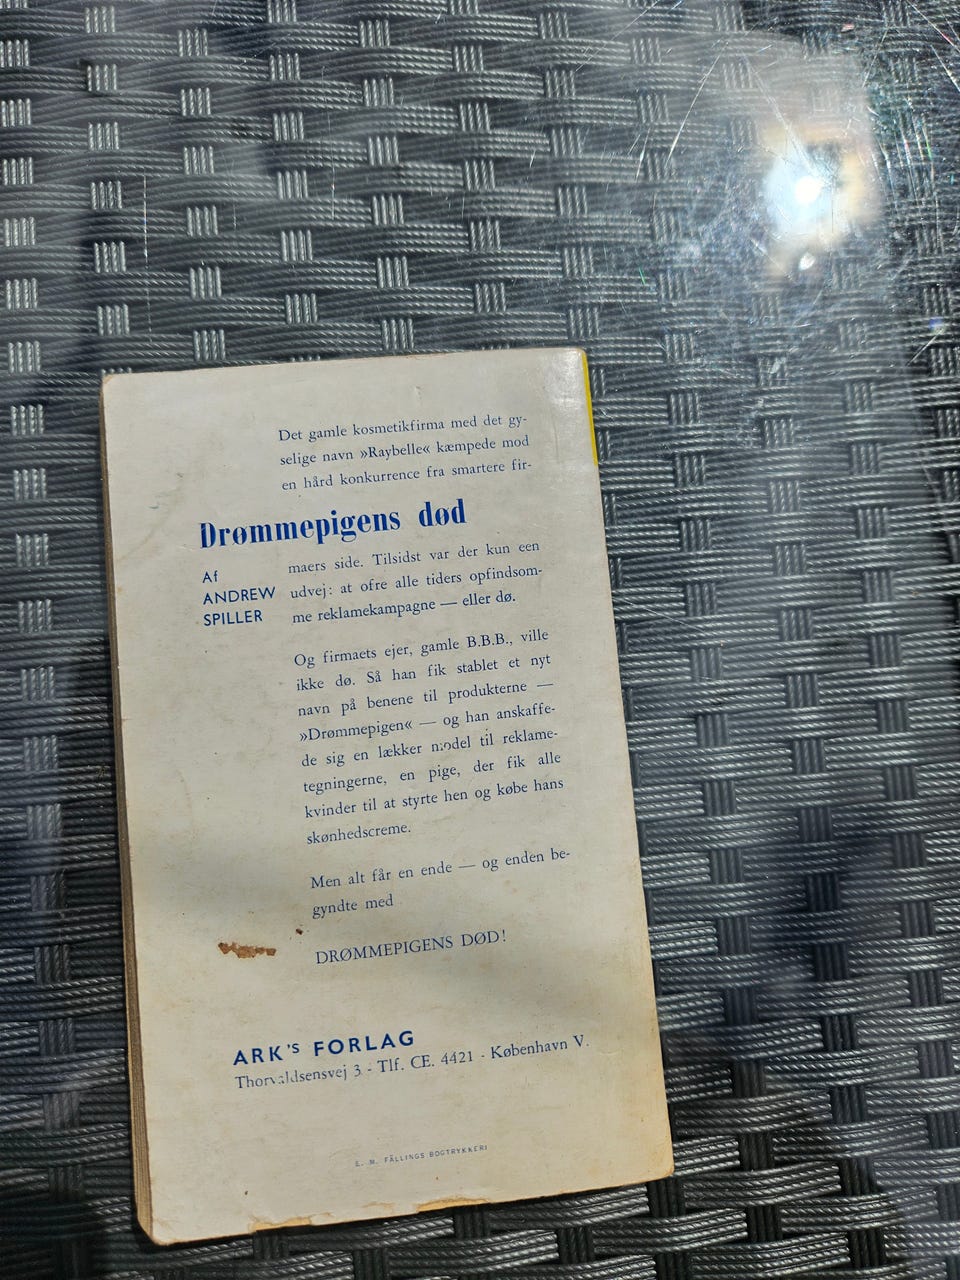 Det gamle kosmetikfirma med det gy-
selige navn »Raybelle« kæmpede mod
en hård konkurrence fra smartere fir-
Drømmepigens død
Af
ANDREW
SPILLER
maers side. Tilsidst var der kun een
udvej: at ofre alle tiders opfindsom-
me reklamekampagne — eller dø.
Og firmaets ejer, gamle B.B.B., ville
ikke dø. Så han fik stablet et nyt
navn på benene til produkterne —
»Drømmepigen« — og han anskaffe-
de sig en lækker model til reklame-
tegningerne, en pige, der fik alle
kvinder til at styrte hen og købe hans
skønhedscreme.
Men alt får en ende — og enden be-
gyndte med
DRØMMEPIGENS DØD!
ARK'S FORLAG
Thorvaldsensvej 3 - Tlf. CE. 4421 - København V.
E. M. FÄLLINGS BOGTRYKKERI